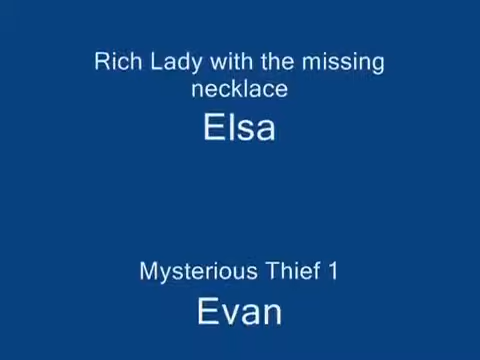 Rich Lady with the missing
necklace
Elsa
Mysterious Thief 1
Evan